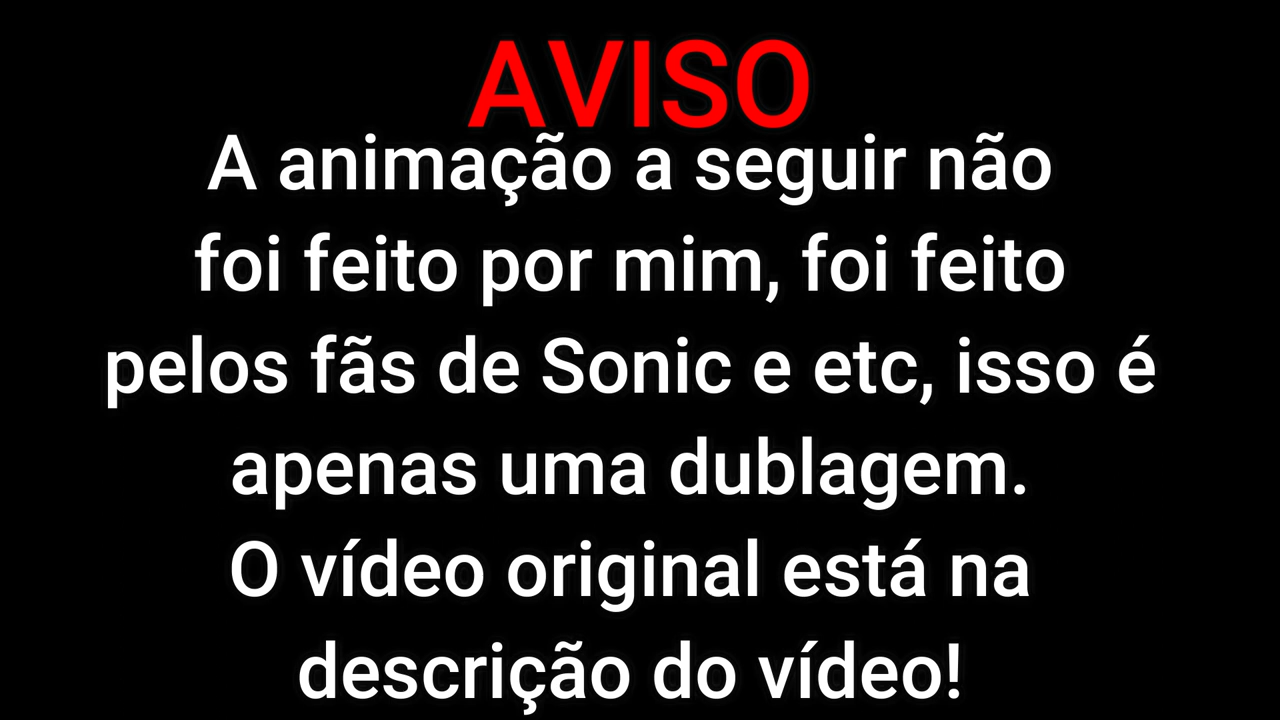 AVISO
A animação a seguir não
foi feito por mim, foi feito
pelos fãs de Sonic e etc, isso é
apenas uma dublagem.
O vídeo original está na
descrição do vídeo!